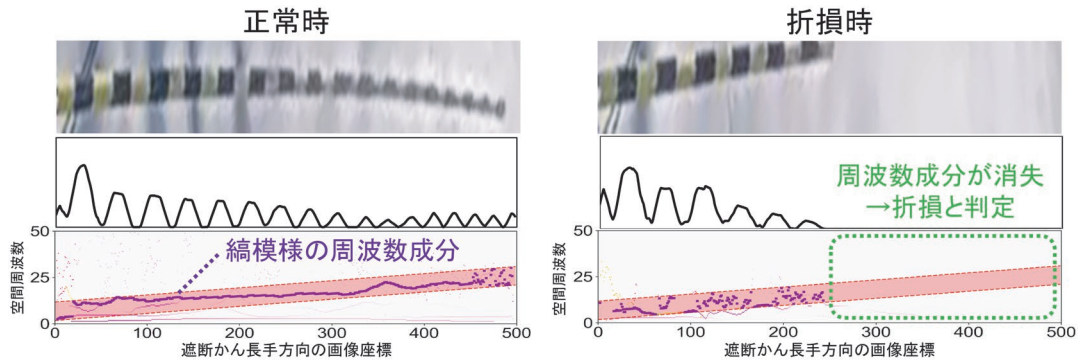 正常時
折損時
周波数成分が消失
→折損と判定
縞模様の周波数成分
空間周波数
50
25
0
0
100
200
300
400
500
遮断かん長手方向の画像座標
空間周波数
50
25
0
0
100
200
300
400
500
遮断かん長手方向の画像座標